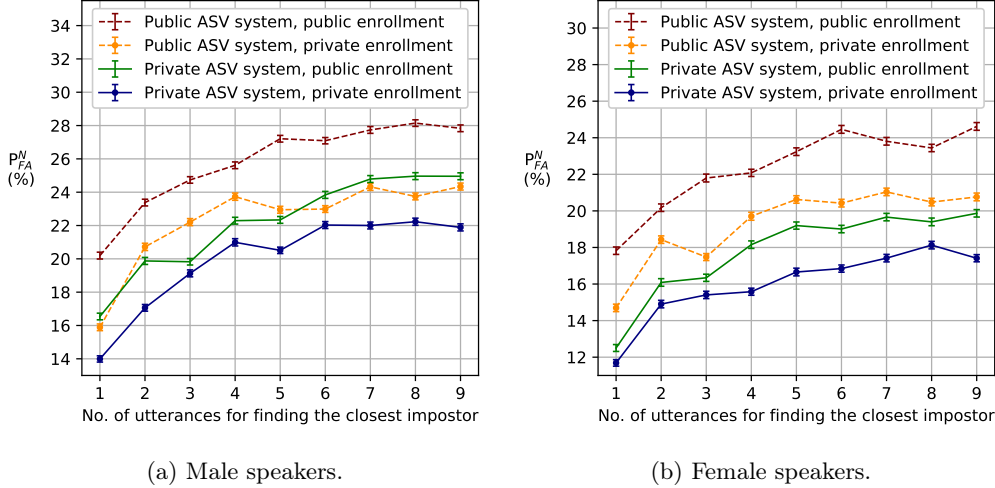 Public ASV system, public enrollment
Public ASV system, private enrollment
Private ASV system, public enrollment
Private ASV system, private enrollment
34
32
30
28
26
24
22
20
18
16
14
P_{FA}^{N}
(%)
1 2 3 4 5 6 7 8 9
No. of utterances for finding the closest impostor
(a) Male speakers.
Public ASV system, public enrollment
Public ASV system, private enrollment
Private ASV system, public enrollment
Private ASV system, private enrollment
30
28
26
24
22
20
18
16
14
12
P_{FA}^{N}
(%)
1 2 3 4 5 6 7 8 9
No. of utterances for finding the closest impostor
(b) Female speakers.